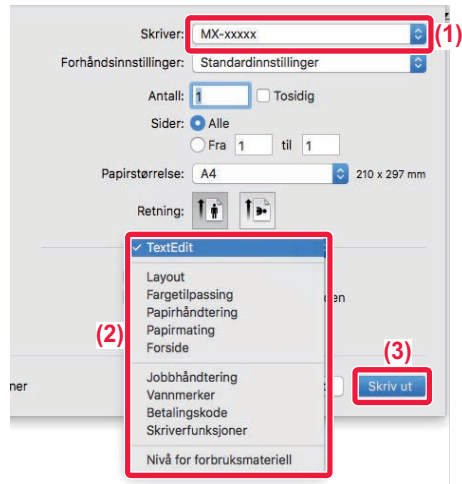 Skriver: MX-xxxxx (1)
Forhåndsinnstillinger: Standardinnstillinger
Antall: 1 Tosidig
Sider: Alle
Fra 1 til 1
Papirstørrelse: A4 210 x 297 mm
Retning:
✓ TextEdit
Layout
Fargetilpassing
Papirhåndtering
Papirmating
(2) Forside
Jobbhåndtering
Vannmerker
Betalingskode
Skriverfunksjoner
Nivå for forbruksmateriell
den
ner
(3)
Skriv ut